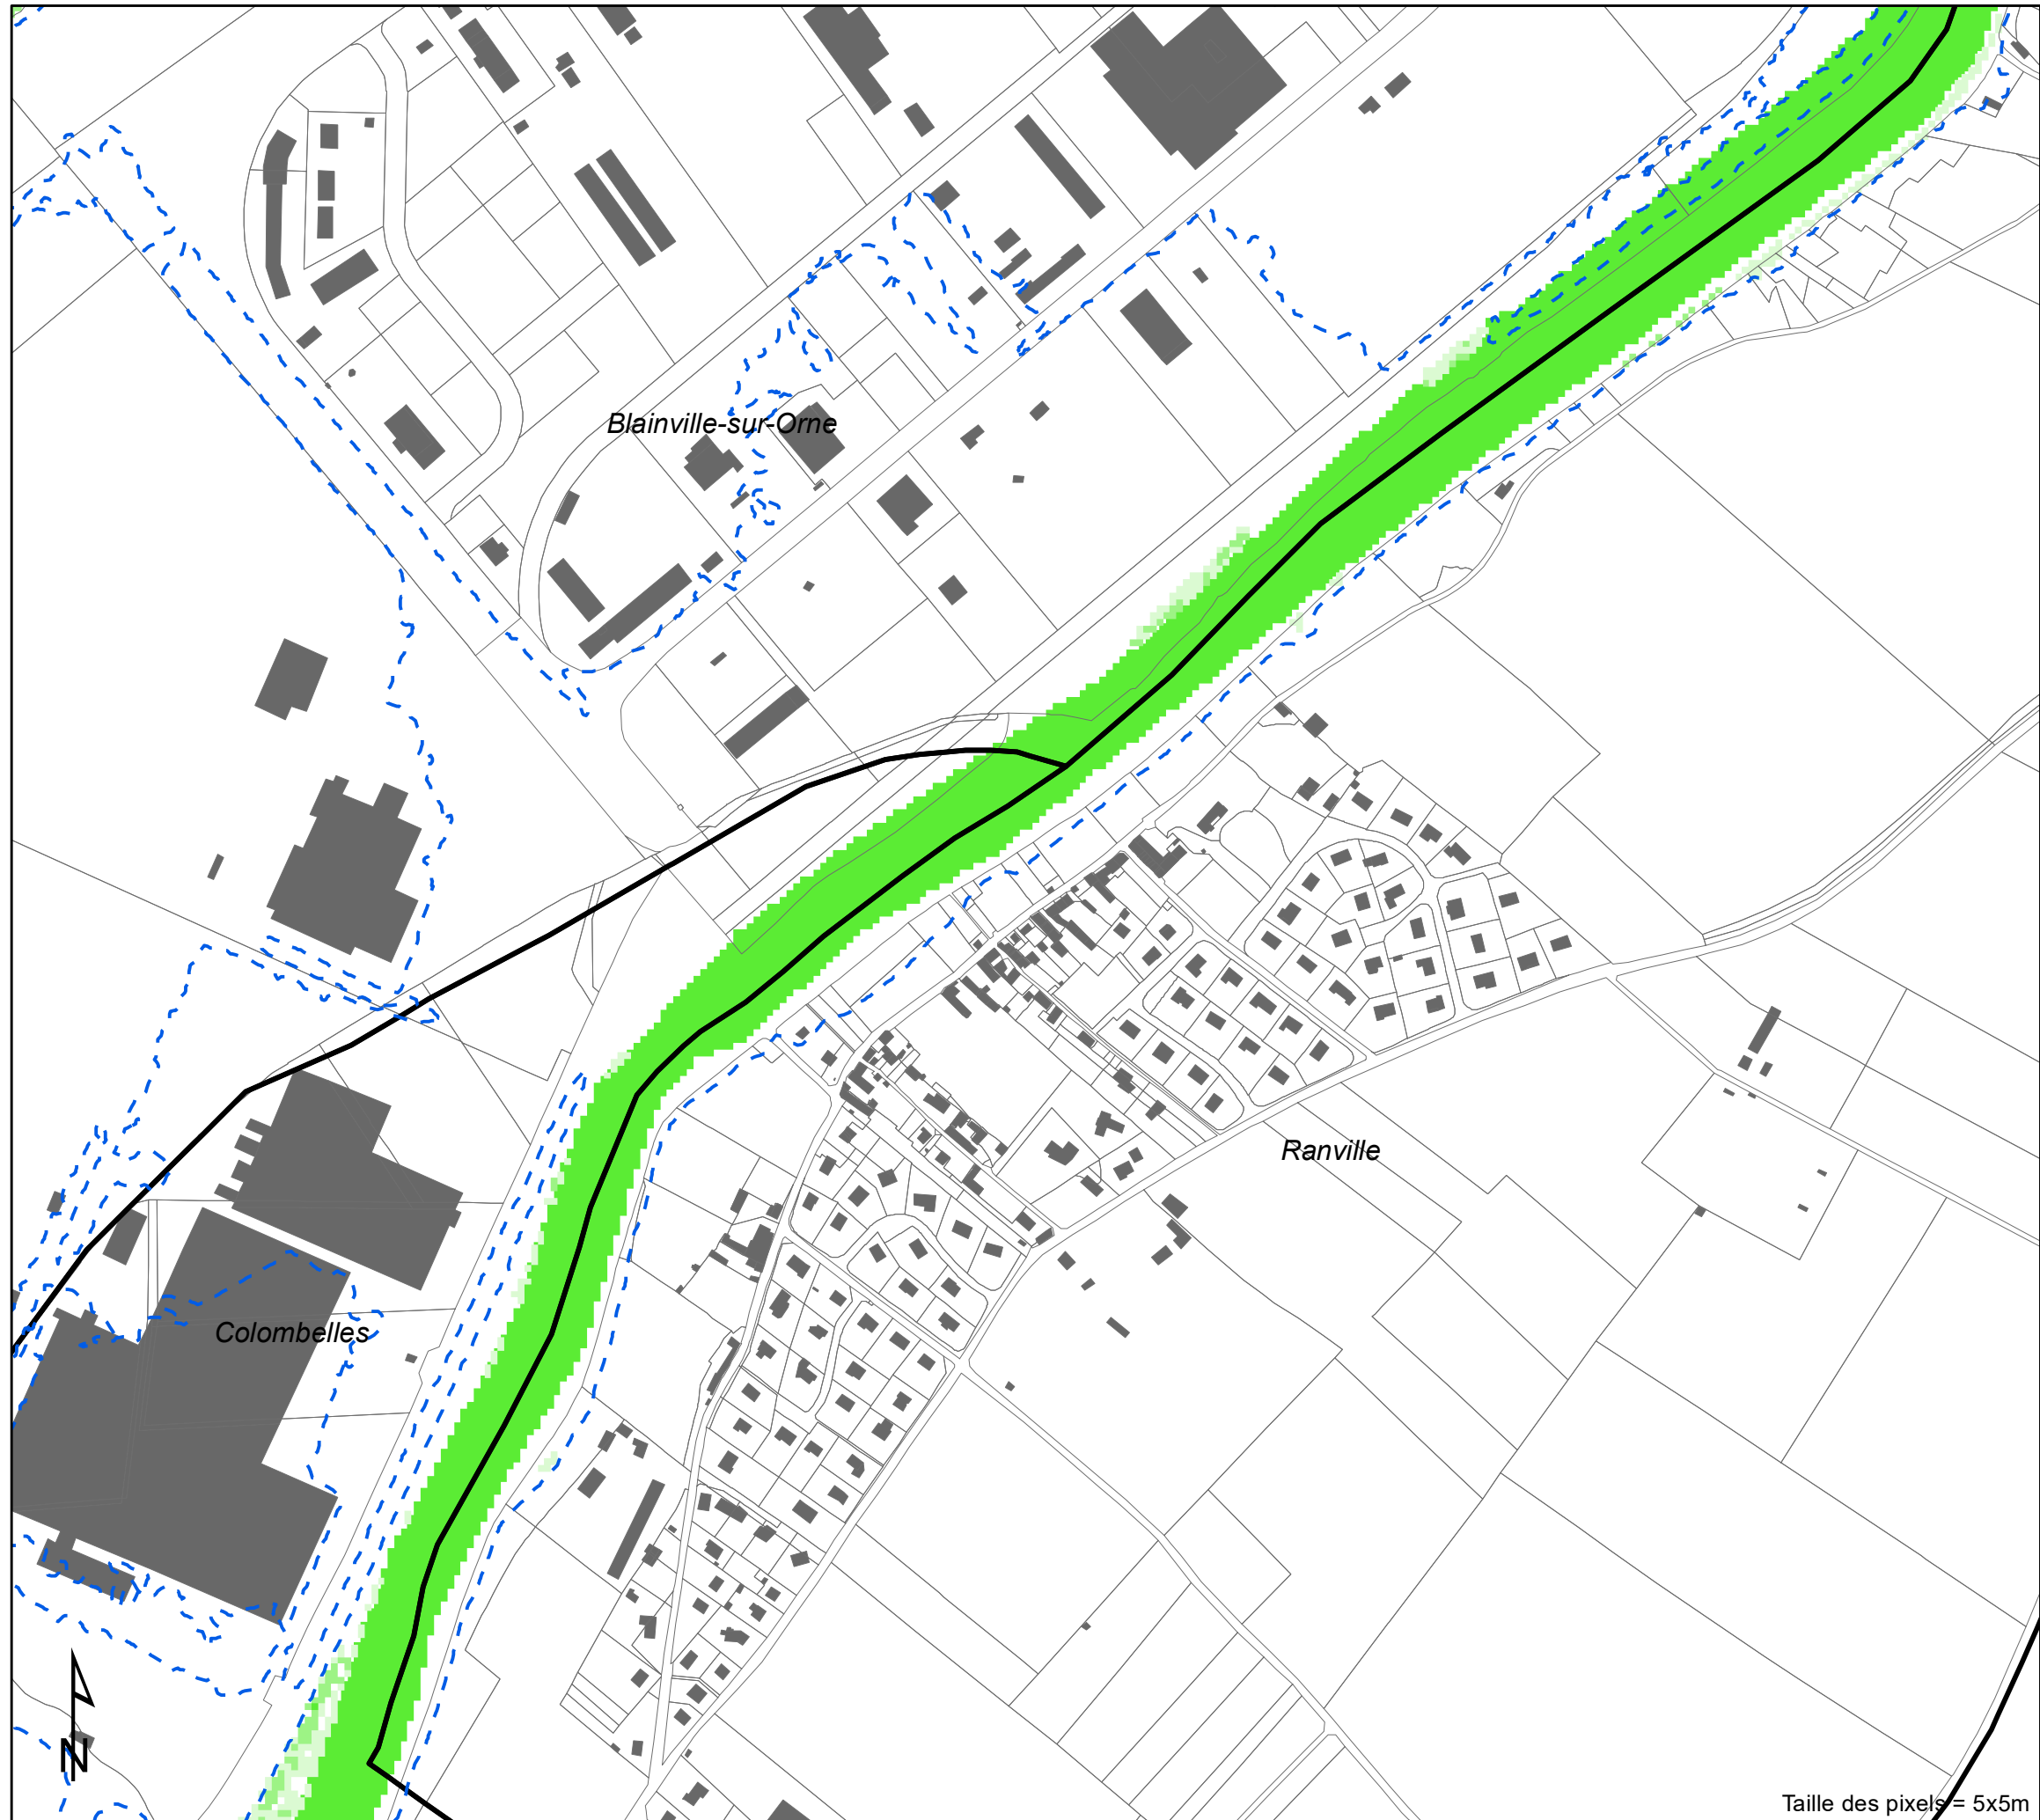 Blainville-sur-Orne
Ranville
Colombelles
N
Taille des pixels = 5x5m